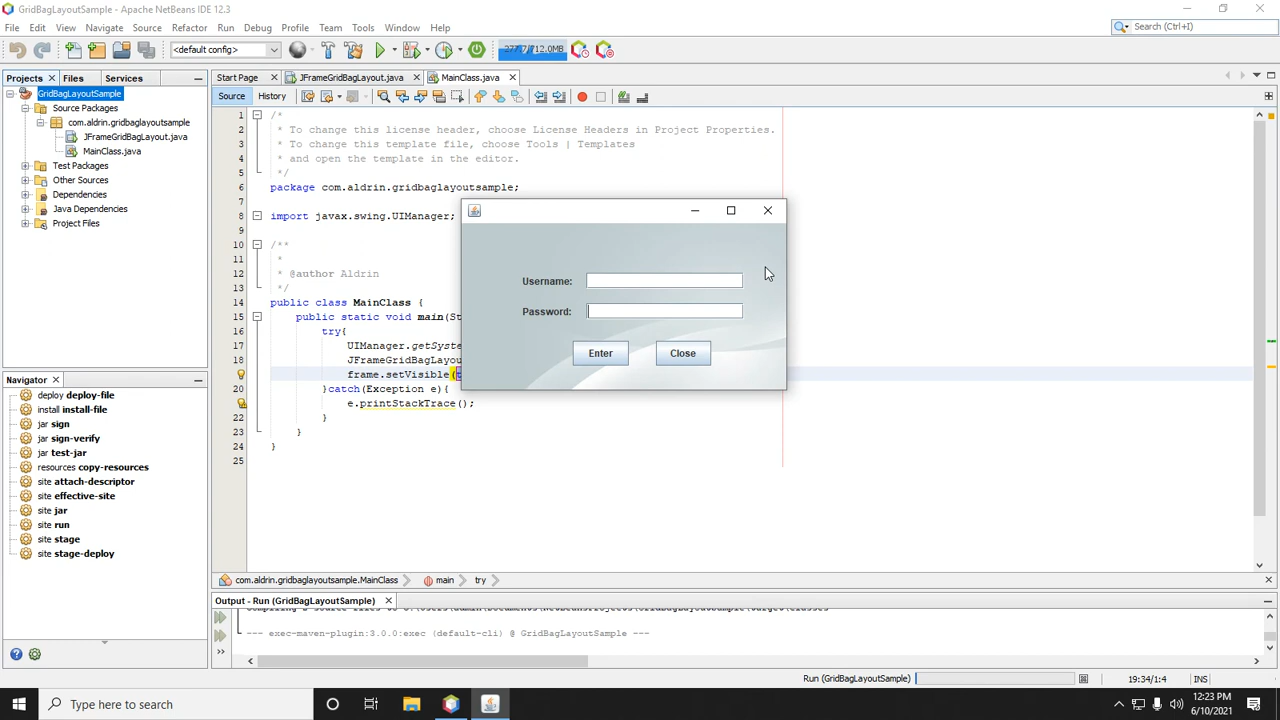 GridBagLayoutSample - Apache NetBeans IDE 12.3
File Edit View Navigate Source Refactor Run Debug Profile Team Tools Window Help
Search (Ctrl+I)
<default config>
277.7/712.0MB
Projects Files Services
Start Page JFrameGridBagLayout.java MainClass.java
GridBagLayoutSample
Source Packages
com.aldrin.gridbaglayoutsample
JFrameGridBagLayout.java
MainClass.java
Test Packages
Other Sources
Dependencies
Java Dependencies
Project Files
Source History
1 /*
2 * To change this license header, choose License Headers in Project Properties.
3 * To change this template file, choose Tools | Templates
4 * and open the template in the editor.
5 */
6 package com.aldrin.gridbaglayoutsample;
7
8 import javax.swing.UIManager;
9
10 /**
11 *
12 * @author Aldrin
13 */
14 public class MainClass {
15 public static void main(St
16 try{
17 UIManager.getSyste
18 JFrameGridBagLayou
19 frame.setVisible(t
20 }catch(Exception e){
21 e.printStackTrace();
22 }
23 }
24 }
25
Username:
Password:
Enter Close
Navigator
deploy deploy-file
install install-file
jar sign
jar sign-verify
jar test-jar
resources copy-resources
site attach-descriptor
site effective-site
site jar
site run
site stage
site stage-deploy
com.aldrin.gridbaglayoutsample.MainClass main try
Output - Run (GridBagLayoutSample)
--- exec-maven-plugin:3.0.0:exec (default-cli) @ GridBagLayoutSample ---
Run (GridBagLayoutSample) 19:34/1:4 INS
Type here to search
12:23 PM
6/10/2021